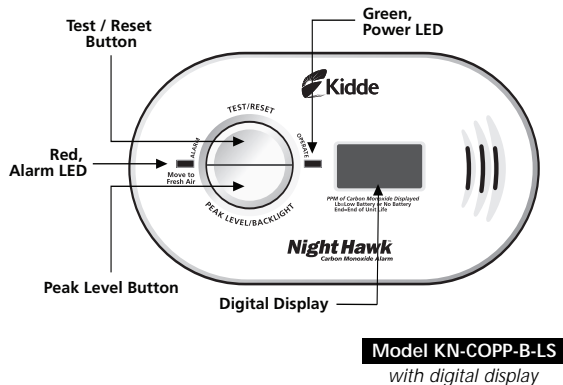 Test / Reset
Button
Green,
Power LED
Kidde
TEST/RESET
Red,
Alarm LED
ALARM
OPERATE
Move to
Fresh Air
PEAK LEVEL/BACKLIGHT
PPM of Carbon Monoxide Displayed
Lb=Low Battery or No Battery
End=End of Unit Life
Night Hawk
Carbon Monoxide Alarm
Peak Level Button
Digital Display
Model KN-COPP-B-LS
with digital display